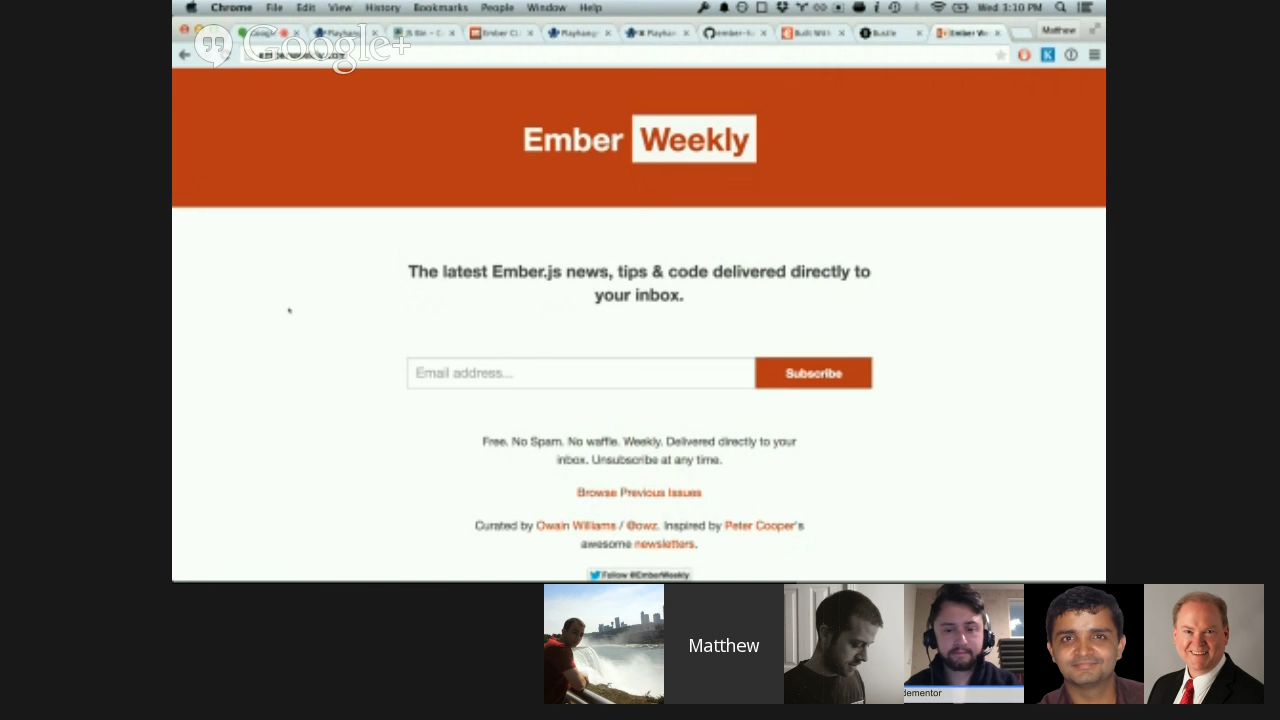 Chrome File Edit View History Bookmarks People Window Help
Wed 3:10 PM
Matthew
Google+
Ember Weekly
The latest Ember.js news, tips & code delivered directly to
your inbox.
Email address...
Subscribe
Free. No Spam. No waffle. Weekly. Delivered directly to your
inbox. Unsubscribe at any time.
Browse Previous Issues
Curated by Owain Williams / @owz. Inspired by Peter Cooper's
awesome newsletters.
Follow @EmberWeekly
Matthew
dementor